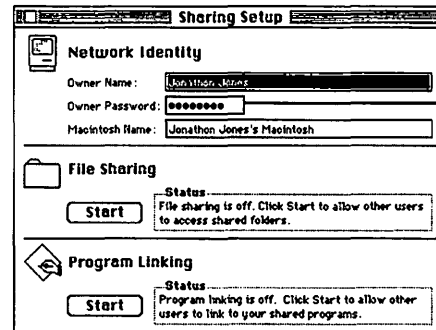 Sharing Setup
Network Identity
Owner Name: Jonathon Jones
Owner Password: ●●●●●●●●
Macintosh Name: Jonathon Jones's Macintosh
File Sharing
Status
Start
File sharing is off. Click Start to allow other users
to access shared folders.
Program Linking
Status
Start
Program linking is off. Click Start to allow other
users to link to your shared programs.